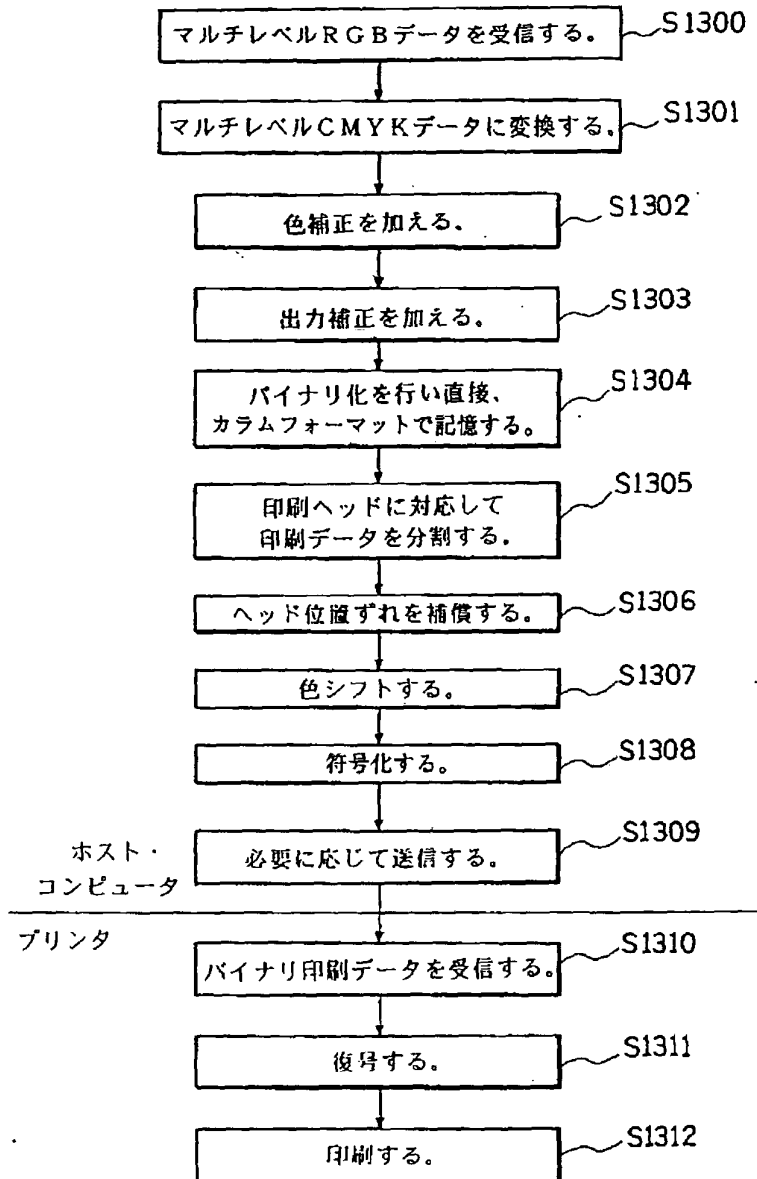 マルチレベルRGBデータを受信する。 S1300
マルチレベルCMYKデータに変換する。 S1301
色補正を加える、 S1302
出力補正を加える。 S1303
バイナリ化を行い直接、 S1304
カラムフォーマットで記憶する。
印刷ヘッドに対応して S1305
印刷データを分割する。
ヘッド位置ずれを補償する。 S1306
色シフトする。 S1307
符号化する。 S1308
必要に応じて送信する。 S1309
ホスト・
コンピュータ
プリンタ
バイナリ印刷データを受信する。 S1310
復号する。 S1311
印刷する。 S1312